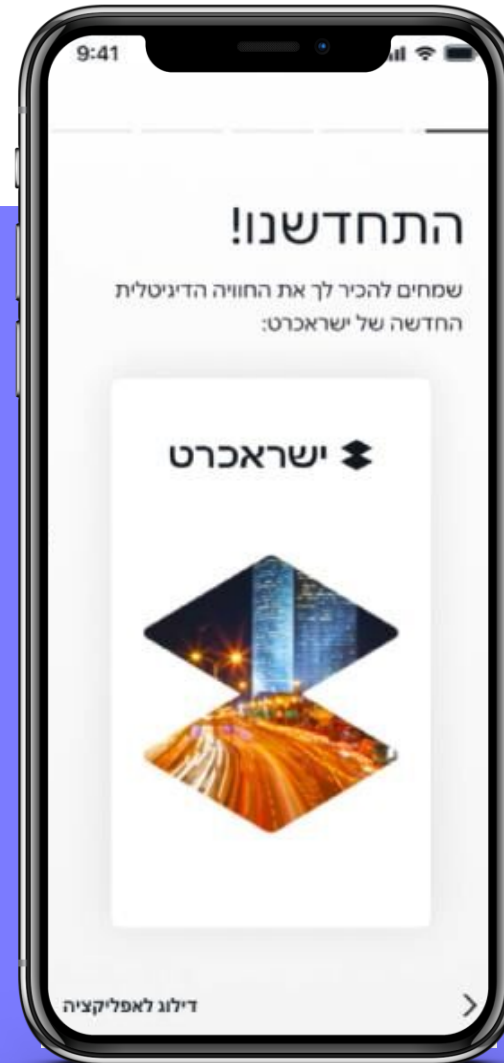 9:41
התחדשנו!
שמחים להכיר לך את החוויה הדיגיטלית
החדשה של ישראכרט:
ישראכרט
דילוג לאפליקציה